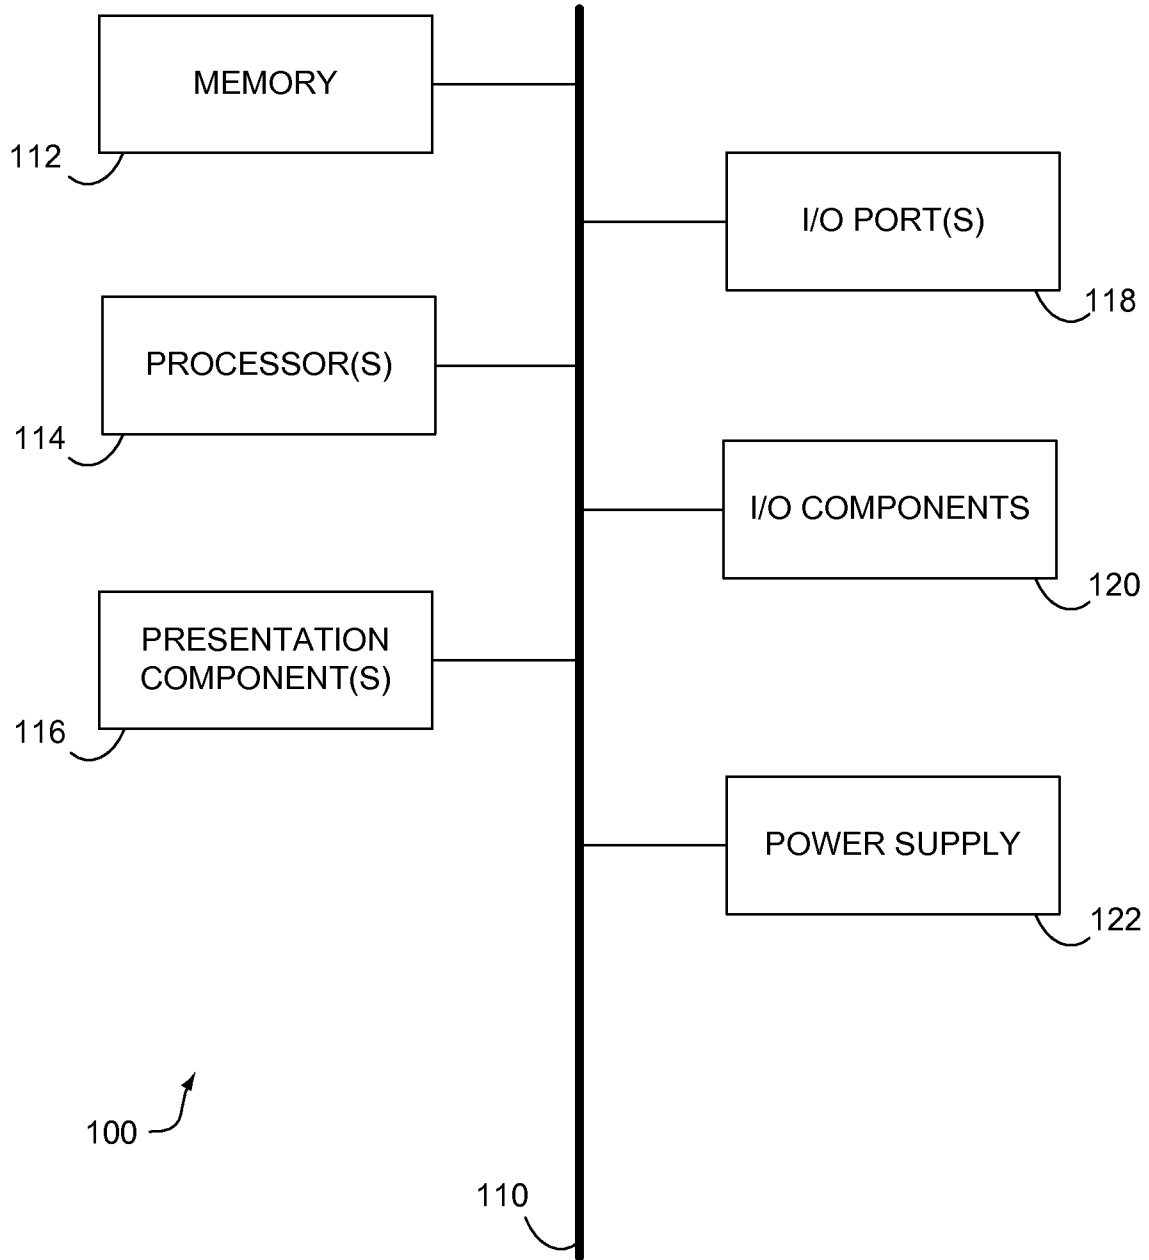 MEMORY
112
I/O PORT(S)
118
PROCESSOR(S)
114
I/O COMPONENTS
120
PRESENTATION
COMPONENT(S)
116
POWER SUPPLY
122
100
110